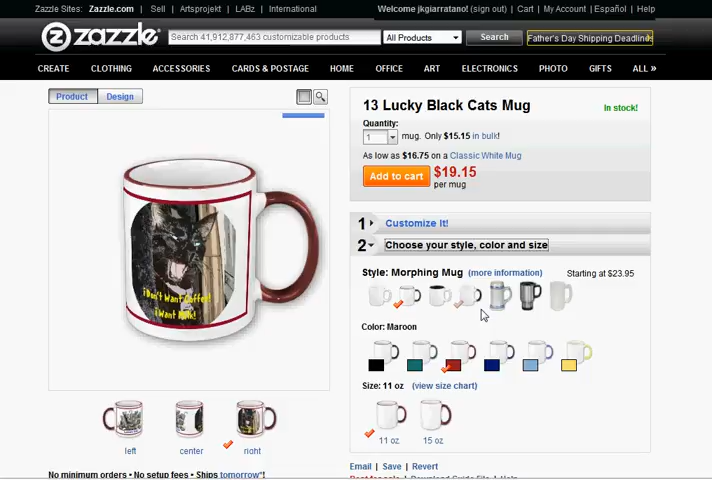 Zazzle Sites: Zazzle.com | Sell | Artsprojekt | LABz | International
Welcome jkgiarratano! (sign out) | Cart | My Account | Español | Help
zazzle
Search 41,912,877,463 customizable products
All Products
Search
Father's Day Shipping Deadlines
CREATE CLOTHING ACCESSORIES CARDS & POSTAGE HOME OFFICE ART ELECTRONICS PHOTO GIFTS ALL »
Product Design
13 Lucky Black Cats Mug
In stock!
Quantity:
1 mug. Only $15.15 in bulk!
As low as $16.75 on a Classic White Mug
Add to cart $19.15
per mug
1 Customize It!
2 Choose your style, color and size
Style: Morphing Mug (more information) Starting at $23.95
i Don't Want Coffee!
i Want Milk!
Color: Maroon
Size: 11 oz (view size chart)
11 oz 15 oz
left center right
Email | Save | Revert
No minimum orders • No setup fees • Ships tomorrow*!